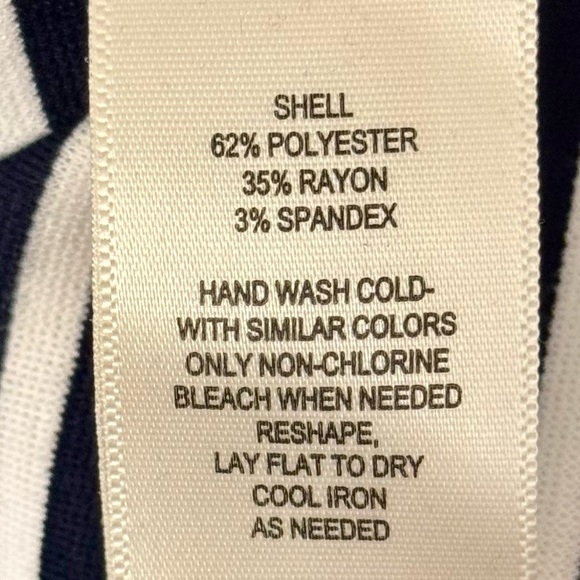 SHELL
62% POLYESTER
35% RAYON
3% SPANDEX
HAND WASH COLD-
WITH SIMILAR COLORS
ONLY NON-CHLORINE
BLEACH WHEN NEEDED
RESHAPE,
LAY FLAT TO DRY
COOL IRON
AS NEEDED